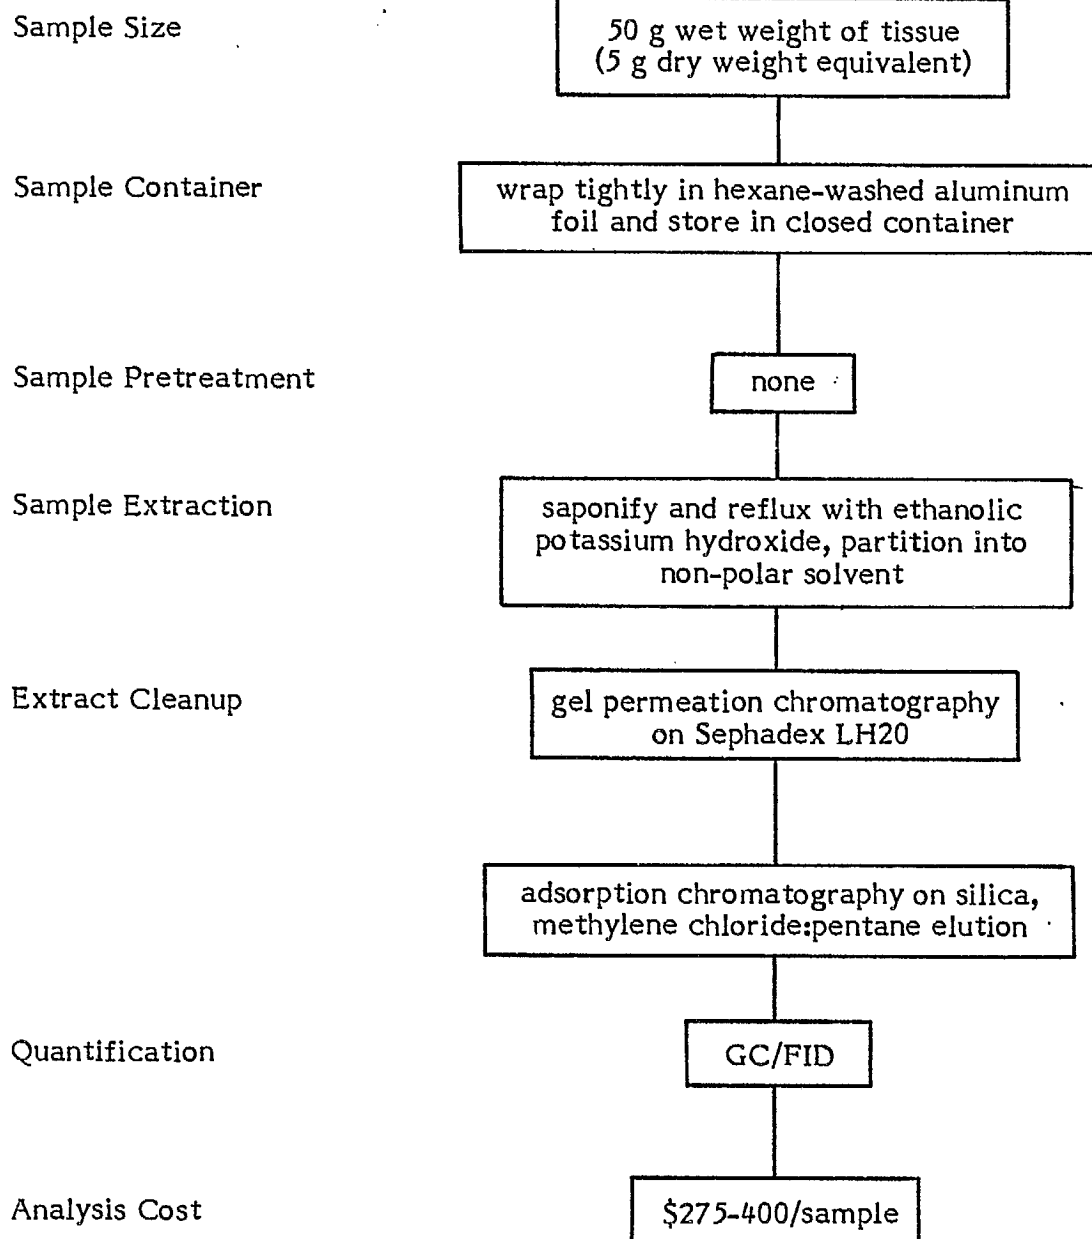 Sample Size
50 g wet weight of tissue
(5 g dry weight equivalent)
Sample Container
wrap tightly in hexane-washed aluminum
foil and store in closed container
Sample Pretreatment
none
Sample Extraction
saponify and reflux with ethanolic
potassium hydroxide, partition into
non-polar solvent
Extract Cleanup
gel permeation chromatography
on Sephadex LH20
adsorption chromatography on silica,
methylene chloride:pentane elution
Quantification
GC/FID
Analysis Cost
$275-400/sample